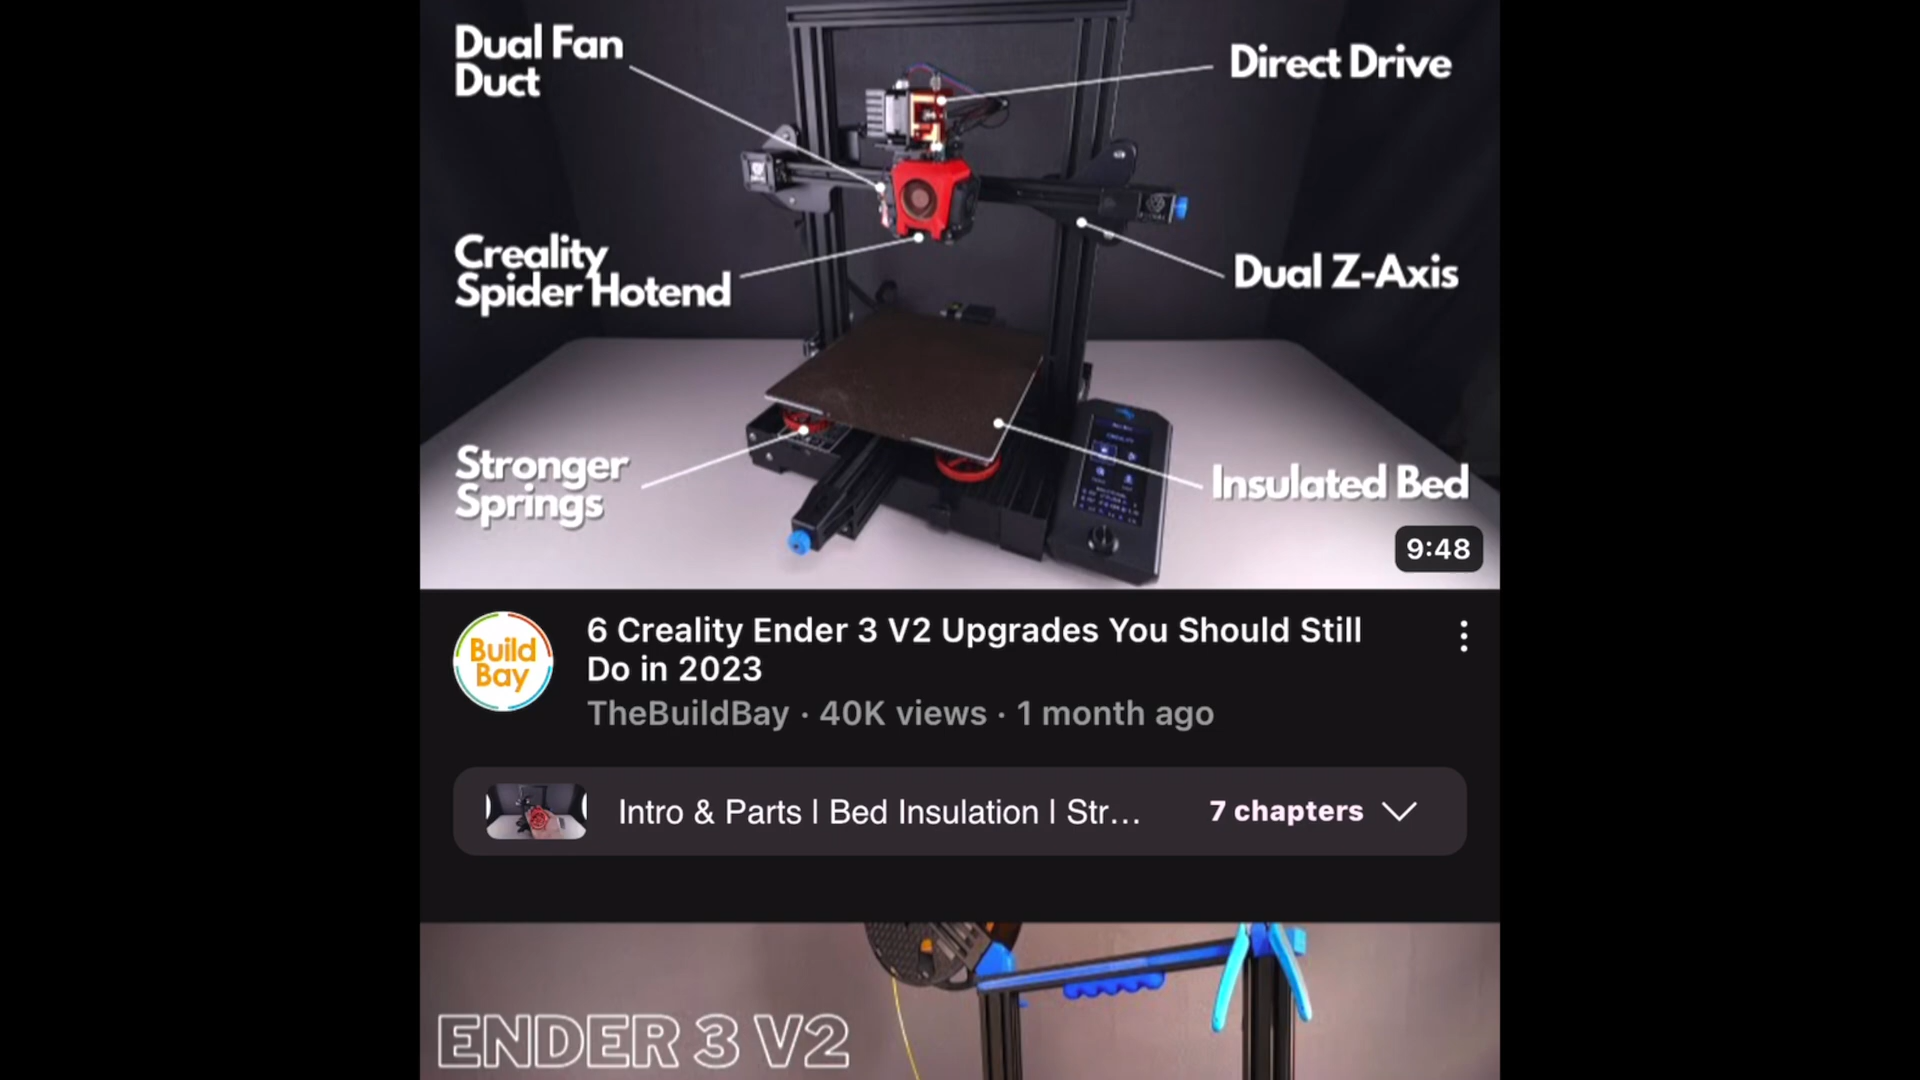 Dual Fan
Duct
Direct Drive
Creality
Spider Hotend
Dual Z-Axis
Stronger
Springs
Insulated Bed
9:48
Build
Bay
6 Creality Ender 3 V2 Upgrades You Should Still
Do in 2023
TheBuildBay · 40K views · 1 month ago
Intro & Parts | Bed Insulation | Str...
7 chapters
ENDER 3 V2